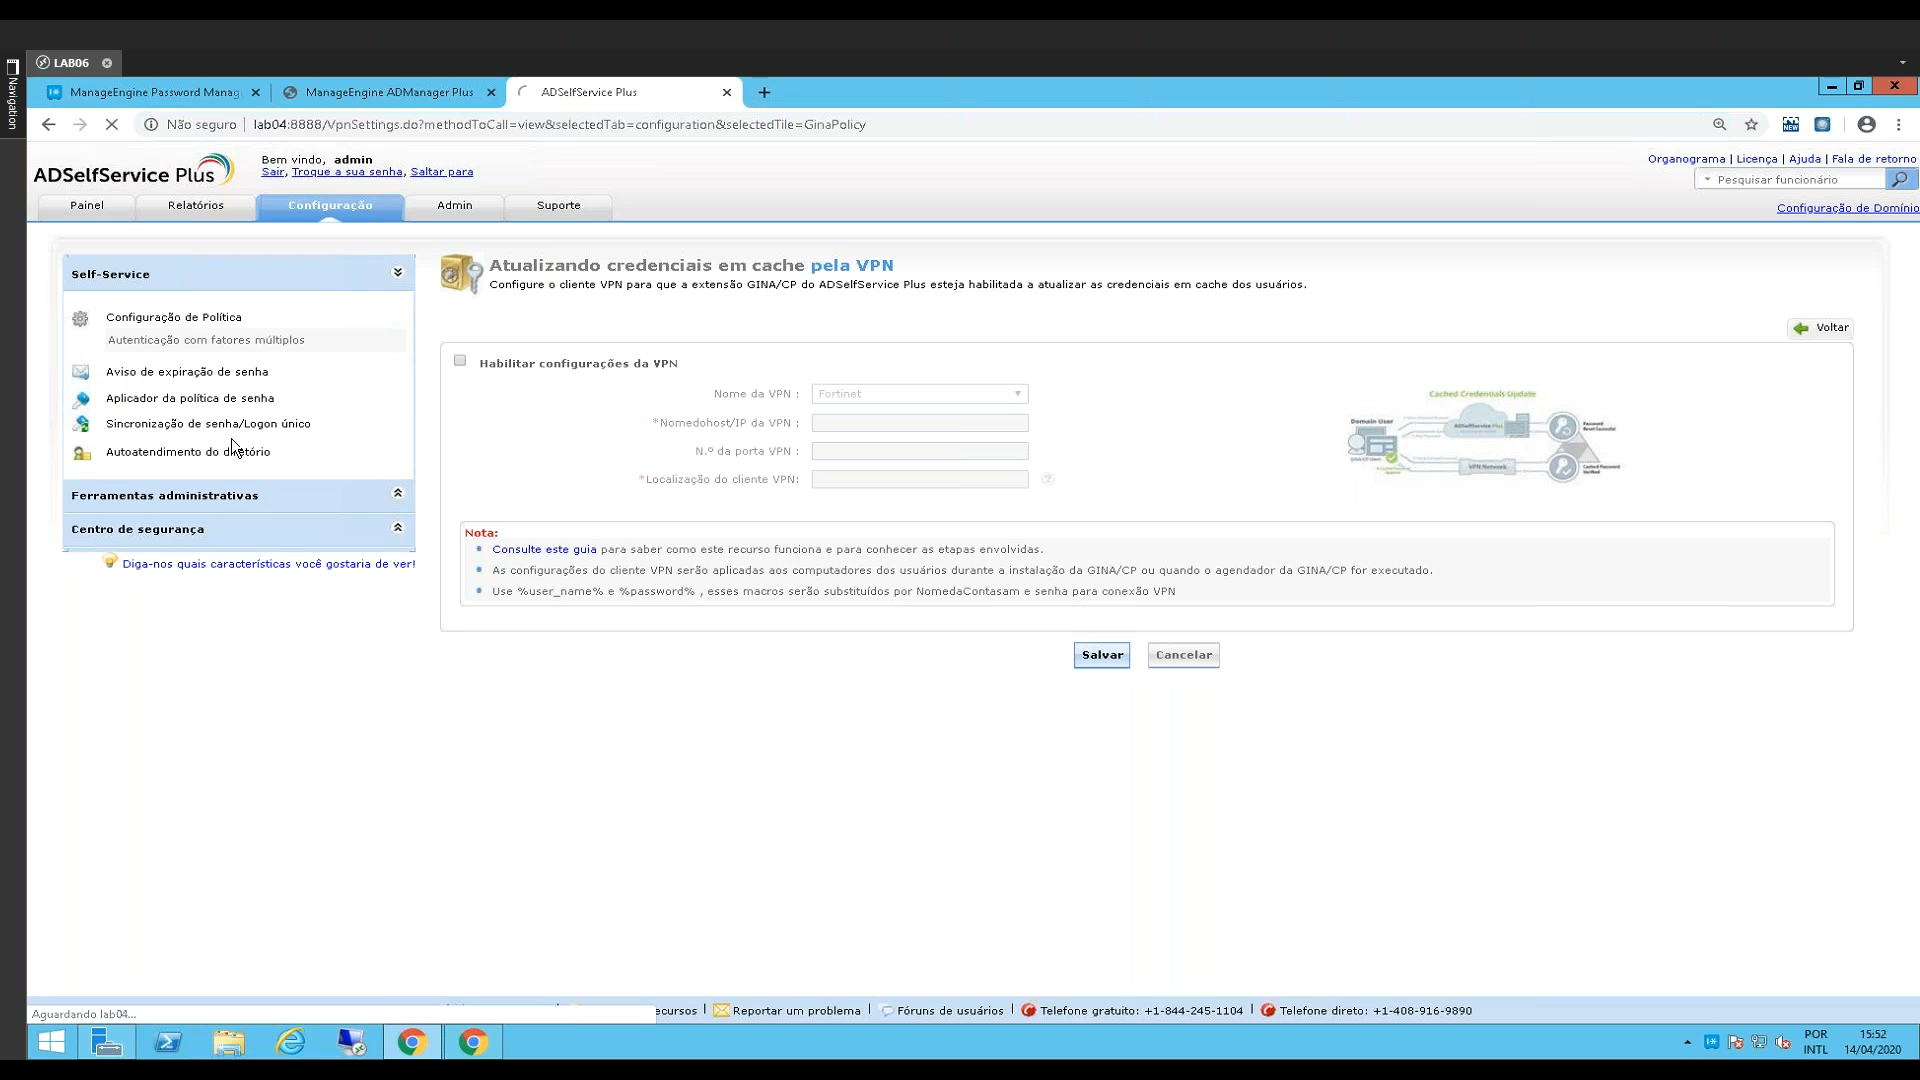 LAB06
Navigation
ManageEngine Password Manag
ManageEngine ADManager Plus
ADSelfService Plus
Não seguro
lab04:8888/VpnSettings.do?methodToCall=view&selectedTab=configuration&selectedTile=GinaPolicy
NEW
ADSelfService Plus
Bem vindo, admin
Sair, Troque a sua senha, Saltar para
Organograma | Licença | Ajuda | Fala de retorno
Pesquisar funcionário
Painel
Relatórios
Configuração
Admin
Suporte
Configuração de Domínio
Self-Service
Configuração de Política
Autenticação com fatores múltiplos
Aviso de expiração de senha
Aplicador da política de senha
Sincronização de senha/Logon único
Autoatendimento do diretório
Ferramentas administrativas
Centro de segurança
Diga-nos quais características você gostaria de ver!
Atualizando credenciais em cache pela VPN
Configure o cliente VPN para que a extensão GINA/CP do ADSelfService Plus esteja habilitada a atualizar as credenciais em cache dos usuários.
Voltar
Habilitar configurações da VPN
Nome da VPN :
Fortinet
*Nomedohost/IP da VPN :
N.º da porta VPN :
*Localização do cliente VPN:
?
Cached Credentials Update
Domain User
ADSelfService Plus
VPN Network
Nota:
Consulte este guia para saber como este recurso funciona e para conhecer as etapas envolvidas.
As configurações do cliente VPN serão aplicadas aos computadores dos usuários durante a instalação da GINA/CP ou quando o agendador da GINA/CP for executado.
Use %user_name% e %password% , esses macros serão substituídos por NomedaContasam e senha para conexão VPN
Salvar
Cancelar
Aguardando lab04...
ecursos
Reportar um problema
Fóruns de usuários
Telefone gratuito: +1-844-245-1104
Telefone direto: +1-408-916-9890
POR
INTL
15:52
14/04/2020